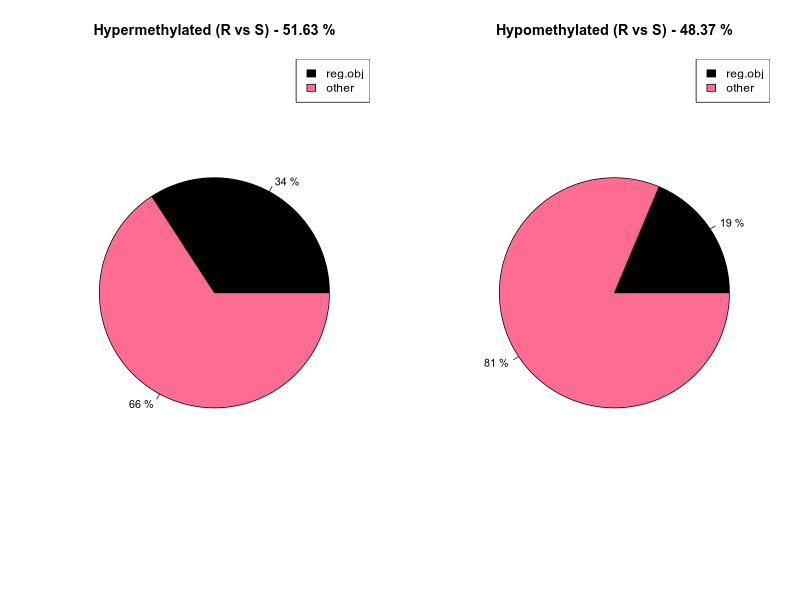 Hypermethylated (R vs S) - 51.63 %
reg.obj
other
34 %
66 %
Hypomethylated (R vs S) - 48.37 %
reg.obj
other
19 %
81 %